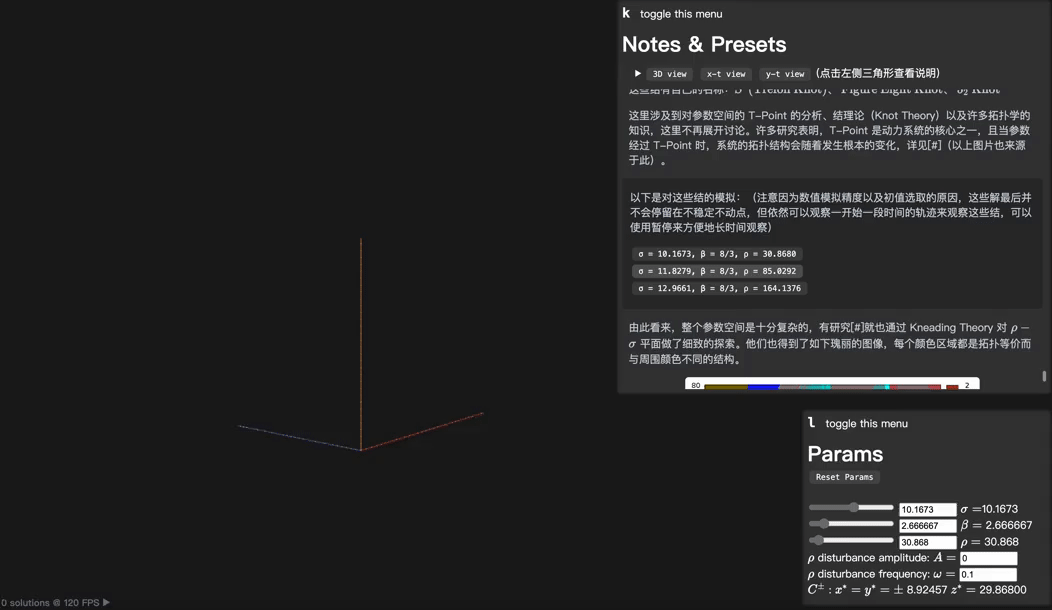 k toggle this menu
Notes & Presets
▶ 3D view x-t view y-t view (点击左侧三角形查看说明)
这些结有自己的名称: (Trefoil Knot)、Figure Eight Knot、 Knot
这里涉及到对参数空间的 T-Point 的分析、结理论（Knot Theory）以及许多拓扑学的
知识，这里不再展开讨论。许多研究表明，T-Point 是动力系统的核心之一，且当参数
经过 T-Point 时，系统的拓扑结构会随着发生根本的变化，详见[#]（以上图片也来源
于此）。
以下是对这些结的模拟：（注意因为数值模拟精度以及初值选取的原因，这些解最后并
不会停留在不稳定不动点，但依然可以观察一开始一段时间的轨迹来观察这些结，可以
使用暂停来方便地长时间观察）
σ = 10.1673, β = 8/3, ρ = 30.8680
σ = 11.8279, β = 8/3, ρ = 85.0292
σ = 12.9661, β = 8/3, ρ = 164.1376
由此看来，整个参数空间是十分复杂的，有研究[#]就也通过 Kneading Theory 对 ρ −
σ 平面做了细致的探索。他们也得到了如下瑰丽的图像，每个颜色区域都是拓扑等价而
与周围颜色不同的结构。
80 2
l toggle this menu
Params
Reset Params
10.1673 σ =10.1673
2.666667 β = 2.666667
30.868 ρ = 30.868
ρ disturbance amplitude: A = 0
ρ disturbance frequency: ω = 0.1
C± : x* = y* = ± 8.92457 z* = 29.86800
0 solutions @ 120 FPS ▶